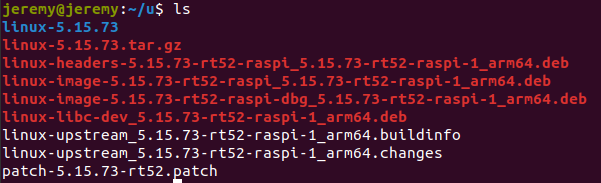 jeremy@jeremy:~/u$ ls
linux-5.15.73
linux-5.15.73.tar.gz
linux-headers-5.15.73-rt52-raspi_5.15.73-rt52-raspi-1_arm64.deb
linux-image-5.15.73-rt52-raspi_5.15.73-rt52-raspi-1_arm64.deb
linux-image-5.15.73-rt52-raspi-dbg_5.15.73-rt52-raspi-1_arm64.deb
linux-libc-dev_5.15.73-rt52-raspi-1_arm64.deb
linux-upstream_5.15.73-rt52-raspi-1_arm64.buildinfo
linux-upstream_5.15.73-rt52-raspi-1_arm64.changes
patch-5.15.73-rt52.patch